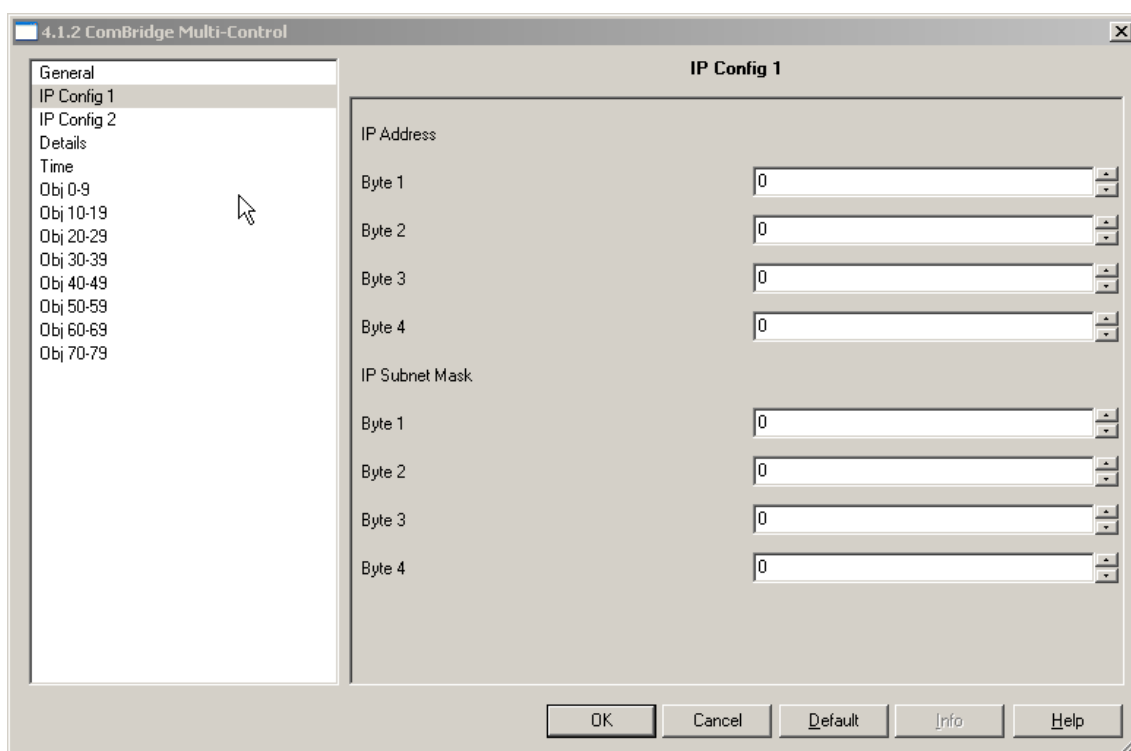 4.1.2 ComBridge Multi-Control
General
IP Config 1
IP Config 2
Details
Time
Obj 0-9
Obj 10-19
Obj 20-29
Obj 30-39
Obj 40-49
Obj 50-59
Obj 60-69
Obj 70-79
IP Config 1
IP Address
Byte 1 0
Byte 2 0
Byte 3 0
Byte 4 0
IP Subnet Mask
Byte 1 0
Byte 2 0
Byte 3 0
Byte 4 0
OK Cancel Default Info Help